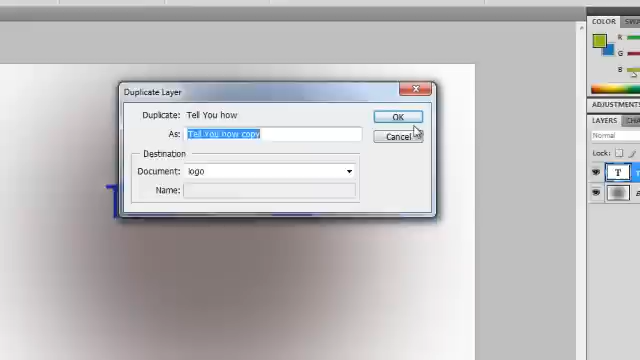 Duplicate Layer
Duplicate: Tell You how
OK
As: Tell You how copy
Cancel
Destination
Document: logo
Name:
COLOR
R
G
B
ADJUSTMENTS
LAYERS
Normal
Lock:
T
T